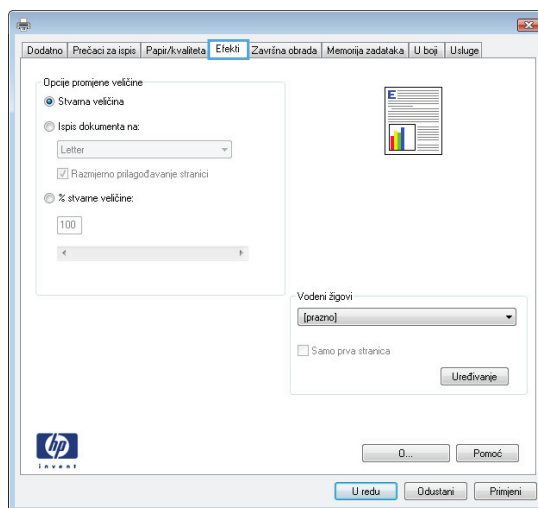 Dodatno Prečaci za ispis Papir/kvaliteta Efekti Završna obrada Memorija zadataka U boji Usluge
Opcije promjene veličine
Stvarna veličina
Ispis dokumenta na:
Letter
Razmjerno prilagođavanje stranici
% stvarne veličine:
100
E
Vodeni žigovi
[prazno]
Samo prva stranica
Uređivanje
hp
invent
O... Pomoć
U redu Odustani Primjeni